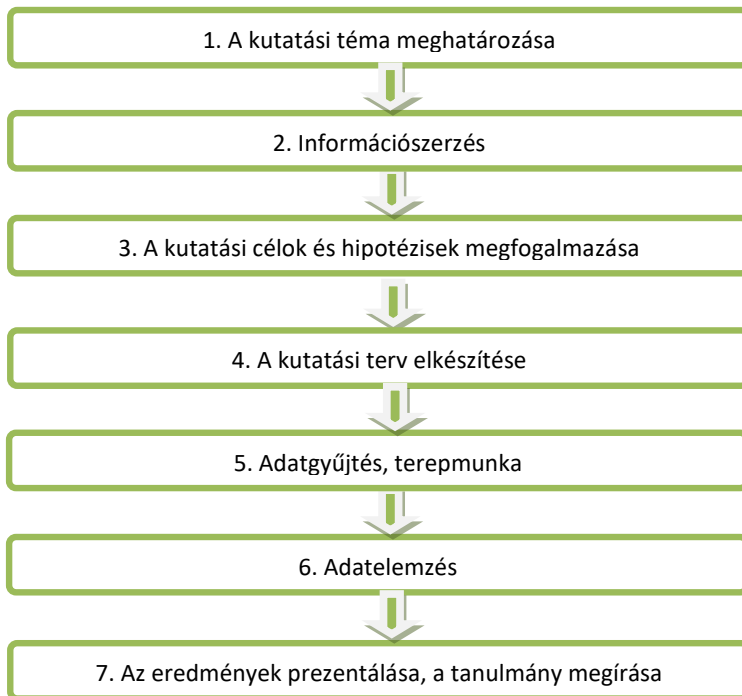 1. A kutatási téma meghatározása
2. Információszerzés
3. A kutatási célok és hipotézisek megfogalmazása
4. A kutatási terv elkészítése
5. Adatgyűjtés, terepmunka
6. Adatelemzés
7. Az eredmények prezentálása, a tanulmány megírása